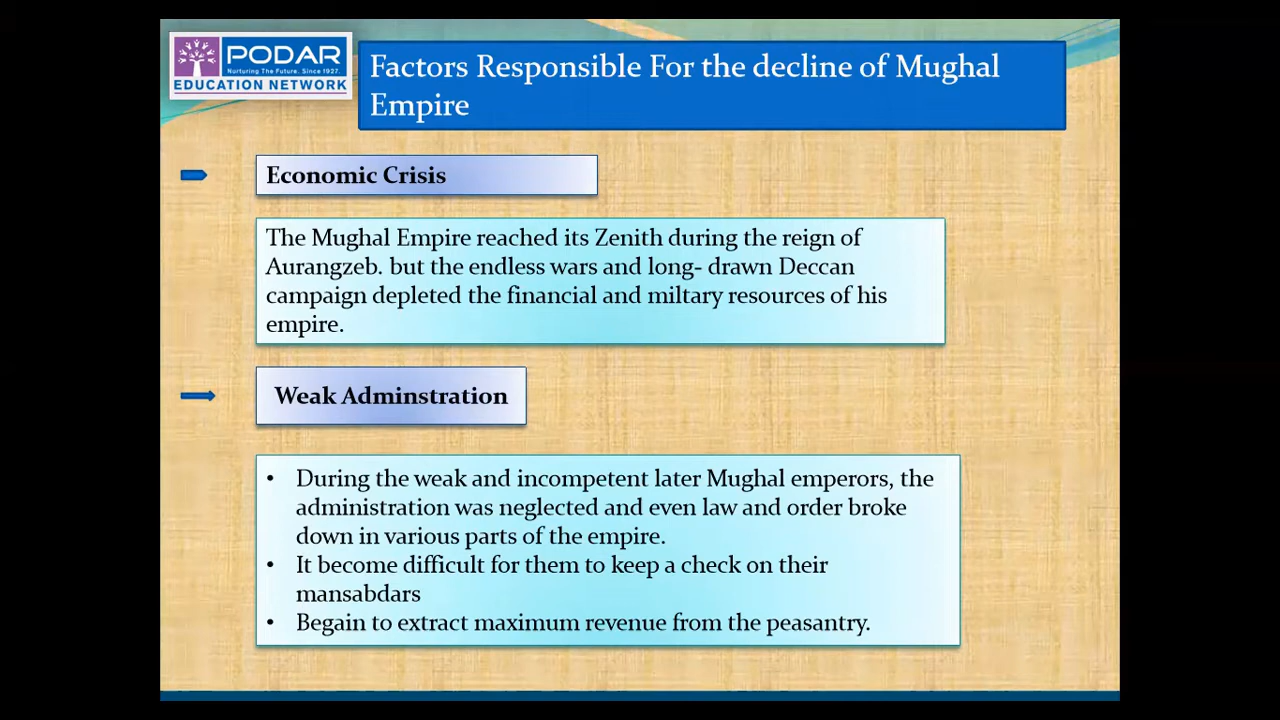 PODAR
Nurturing The Future. Since 1927.
EDUCATION NETWORK
Factors Responsible For the decline of Mughal
Empire
Economic Crisis
The Mughal Empire reached its Zenith during the reign of
Aurangzeb. but the endless wars and long- drawn Deccan
campaign depleted the financial and miltary resources of his
empire.
Weak Adminstration
• During the weak and incompetent later Mughal emperors, the
administration was neglected and even law and order broke
down in various parts of the empire.
• It become difficult for them to keep a check on their
mansabdars
• Begain to extract maximum revenue from the peasantry.